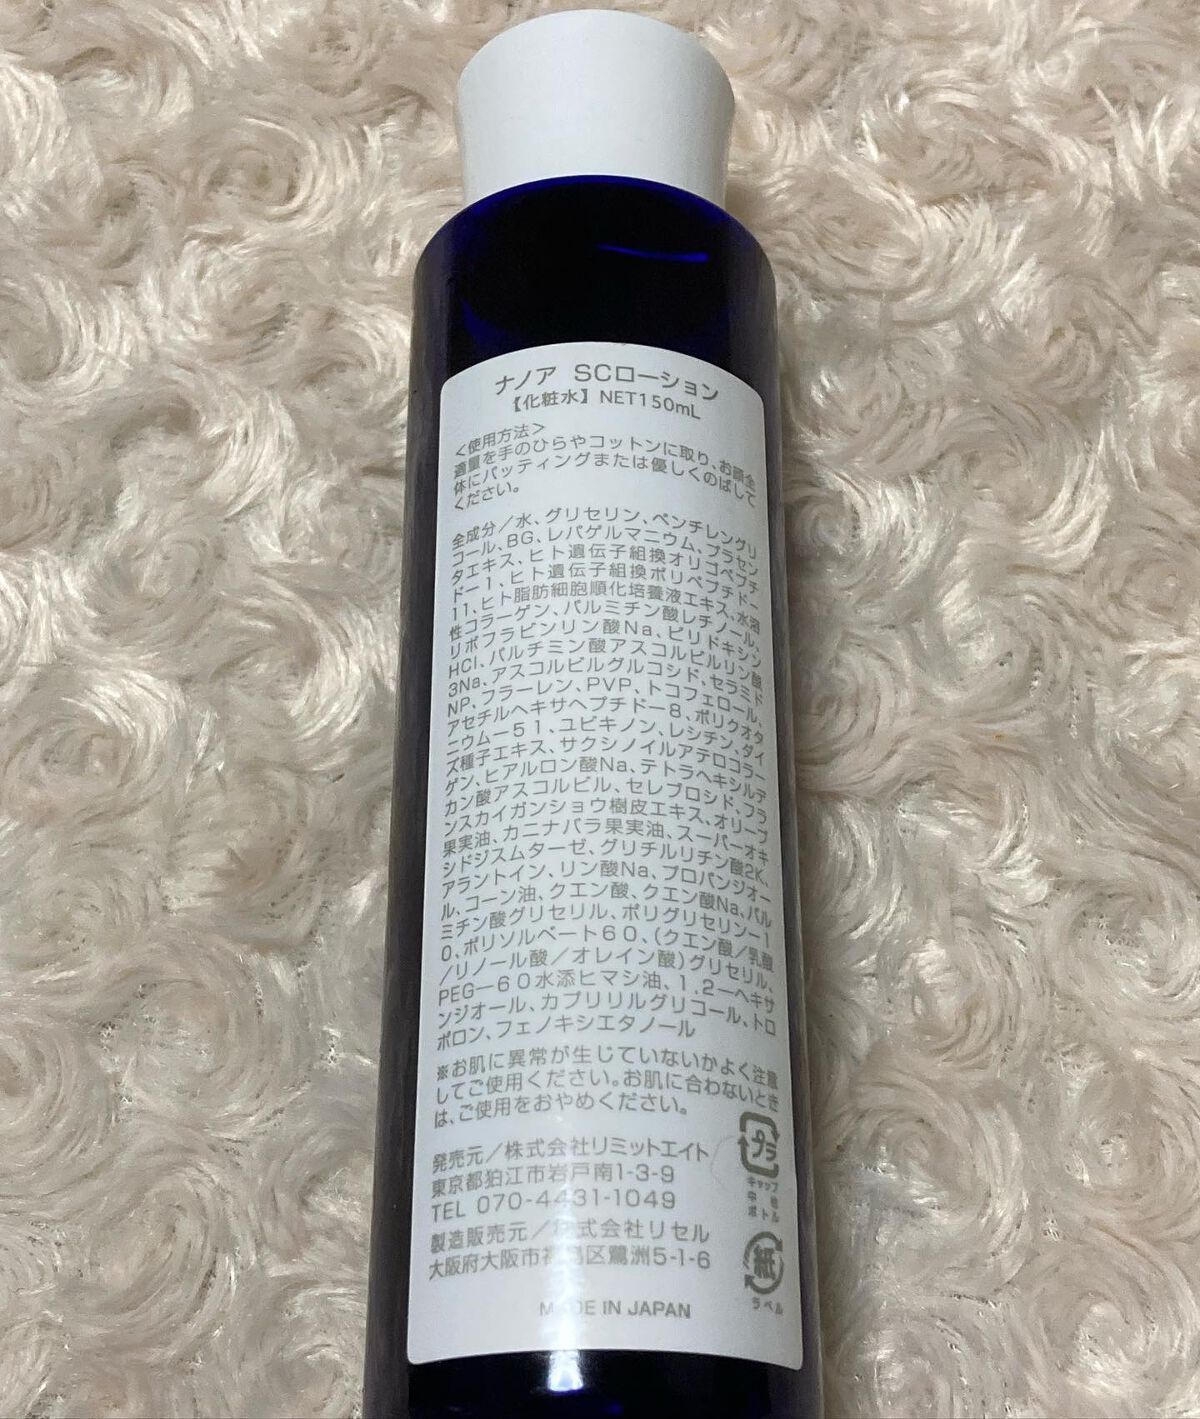 ナノア SCローション
【化粧水】NET150mL
<使用方法>
適量を手のひらやコットンに取り、お顔全
体にパッティングまたは優しくのばして
ください。
全成分/水、グリセリン、ペンチレングリ
コール、BG、レパゲルマニウム、プラセン
タエキス、ヒト遺伝子組換オリゴペプチ
ドー1、ヒト遺伝子組換ポリペプチドー
11、ヒト脂肪細胞順化培養液エキス、水溶
性コラーゲン、パルミチン酸レチノール、
リボフラビンリン酸Na、ピリドキシン
HCl、パルチミン酸アスコルビルリン酸
3Na、アスコルビルグルコシド、セラミド
NP、フラーレン、PVP、トコフェロール、
アセチルヘキサペプチドー8、ポリクオタ
ニウムー51、ユビキノン、レシチン、ダイ
ズ種子エキス、サクシノイルアテロコラー
ゲン、ヒアルロン酸Na、テトラヘキシルデ
カン酸アスコルビル、セレブロシド、フラ
ンスカイガンショウ樹皮エキス、オリーブ
果実油、カニナバラ果実油、スーパーオキ
シドジスムターゼ、グリチルリチン酸2K、
アラントイン、リン酸Na、プロパンジオー
ル、コーン油、クエン酸、クエン酸Na、パル
ミチン酸グリセリル、ポリグリセリンー1
0、ポリソルベート60、(クエン酸/乳酸
/リノール酸/オレイン酸)グリセリル、
PEGー60水添ヒマシ油、1.2ーヘキサ
ンジオール、カプリリルグリコール、トロ
ポロン、フェノキシエタノール
※お肌に異常が生じていないかよく注意
してご使用ください。お肌に合わないとき
は、ご使用をおやめください。
発売元/株式会社リミットエイト
東京都狛江市岩戸南1-3-9
TEL 070-4431-1049
製造販売元/株式会社リセル
大阪府大阪市福島区鷺洲5-1-6
MADE IN JAPAN
プラ
キャップ
中栓
ボトル
紙
ラベル